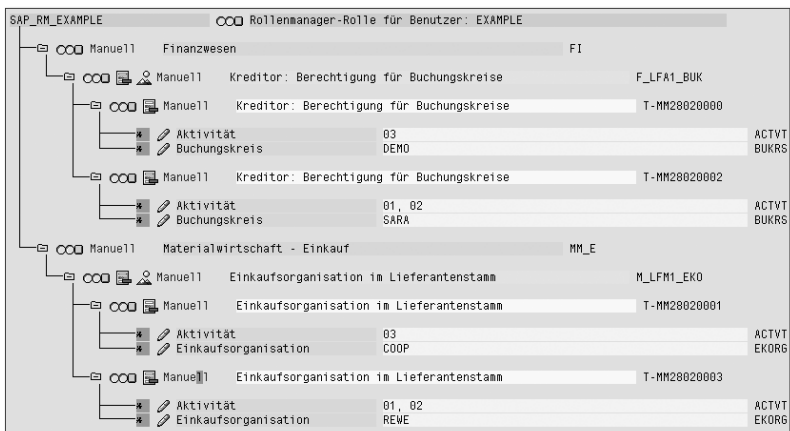 SAP_RM_EXAMPLE Rollenmanager-Rolle für Benutzer: EXAMPLE
Manuell Finanzwesen FI
Manuell Kreditor: Berechtigung für Buchungskreise F_LFA1_BUK
Manuell Kreditor: Berechtigung für Buchungskreise T-MM28020000
* Aktivität 03 ACTVT
* Buchungskreis DEMO BUKRS
Manuell Kreditor: Berechtigung für Buchungskreise T-MM28020002
* Aktivität 01, 02 ACTVT
* Buchungskreis SARA BUKRS
Manuell Materialwirtschaft - Einkauf MM_E
Manuell Einkaufsorganisation im Lieferantenstamm M_LFM1_EKO
Manuell Einkaufsorganisation im Lieferantenstamm T-MM28020001
* Aktivität 03 ACTVT
* Einkaufsorganisation COOP EKORG
Manuell Einkaufsorganisation im Lieferantenstamm T-MM28020003
* Aktivität 01, 02 ACTVT
* Einkaufsorganisation REWE EKORG